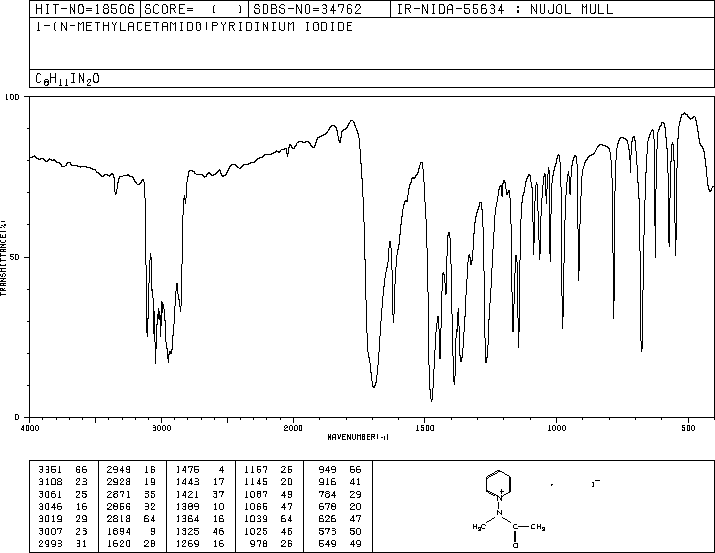 HIT-NO=18506 SCORE= ( ) SDBS-NO=34762 IR-NIDA-55634 : NUJOL MULL
1-(N-METHYLACETAMIDO)PYRIDINIUM IODIDE
C8H11IN2O
100
50
0
TRANSMITTANCE(%)
4000 3000 2000 1500 1000 500
WAVENUMBER(-1)
3351 66 2949 16 1476 4 1167 26 949 66
3108 23 2928 19 1443 17 1145 20 916 41
3061 25 2871 35 1421 37 1087 49 784 29
3046 16 2856 32 1389 10 1066 47 678 20
3019 29 2818 64 1364 16 1039 64 626 47
3007 23 1694 9 1325 46 1025 46 573 50
2993 31 1620 28 1269 16 978 26 549 49
N+
N
H3C C CH3
O
I-